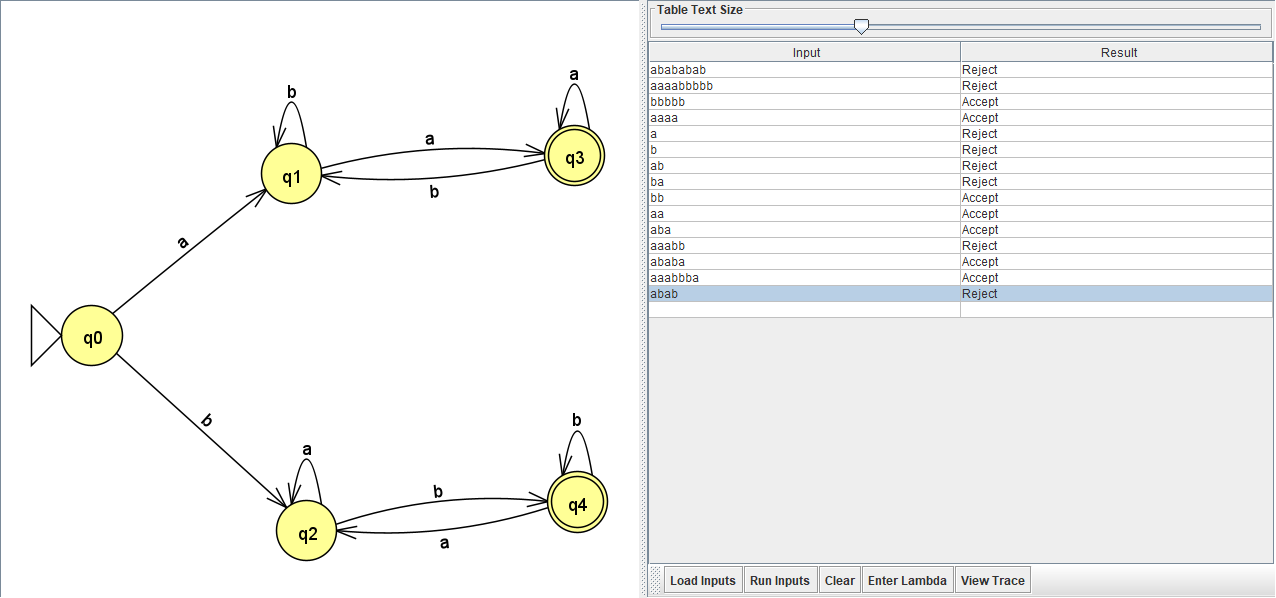 Table Text Size
Input Result
abababab Reject
aaaabbbbb Reject
bbbbb Accept
aaaa Accept
a Reject
b Reject
ab Reject
ba Reject
bb Accept
aa Accept
aba Accept
aaabb Reject
ababa Accept
aaabbba Accept
abab Reject
Load Inputs Run Inputs Clear Enter Lambda View Trace
a
b
q1
a
q3
b
a
q0
b
b
a
b
q4
q2
a